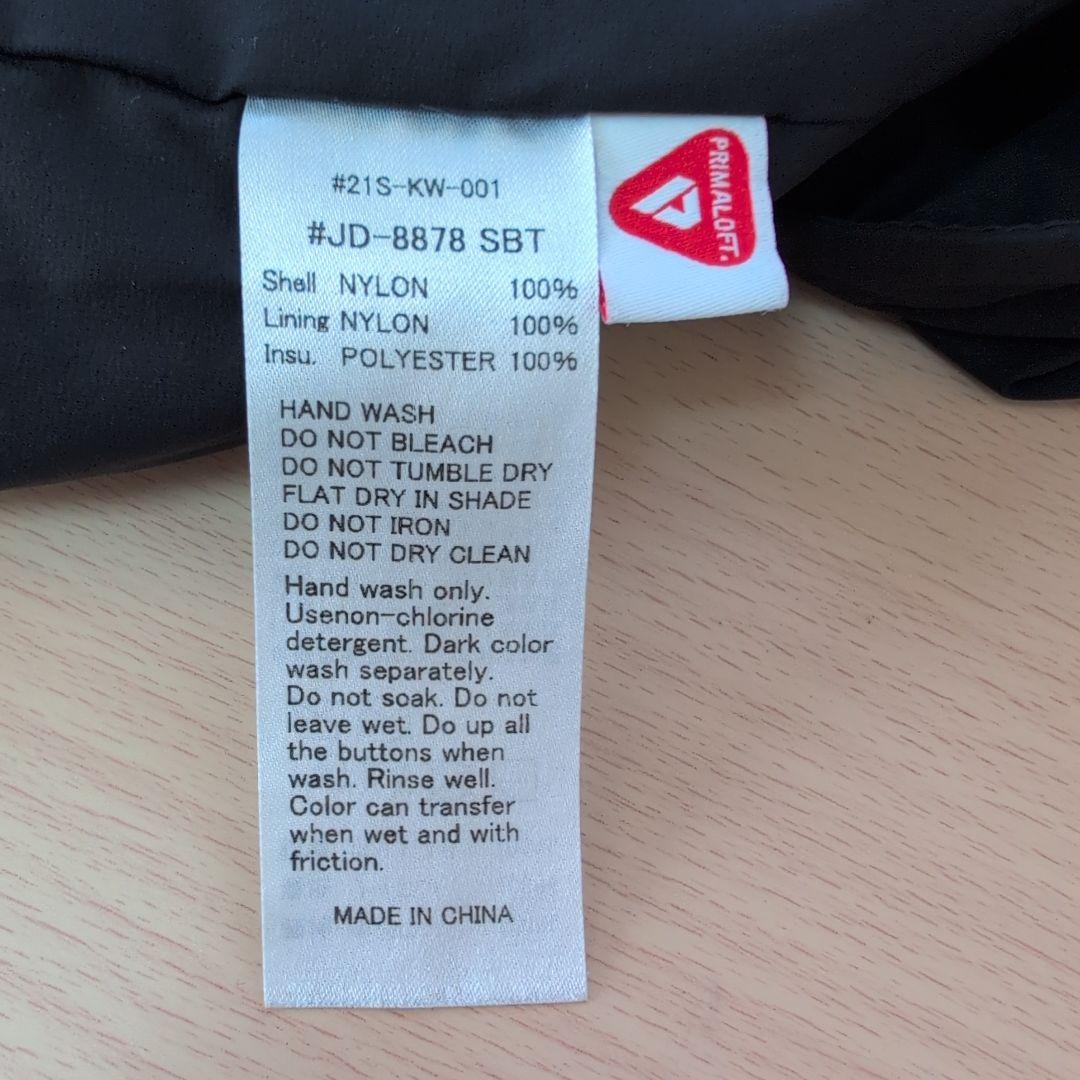 #21S-KW-001
#JD-8878 SBT
Shell NYLON 100%
Lining NYLON 100%
Insu. POLYESTER 100%
HAND WASH
DO NOT BLEACH
DO NOT TUMBLE DRY
FLAT DRY IN SHADE
DO NOT IRON
DO NOT DRY CLEAN
Hand wash only.
Usenon-chlorine
detergent. Dark color
wash separately.
Do not soak. Do not
leave wet. Do up all
the buttons when
wash. Rinse well.
Color can transfer
when wet and with
friction.
MADE IN CHINA
PRIMALOFT.